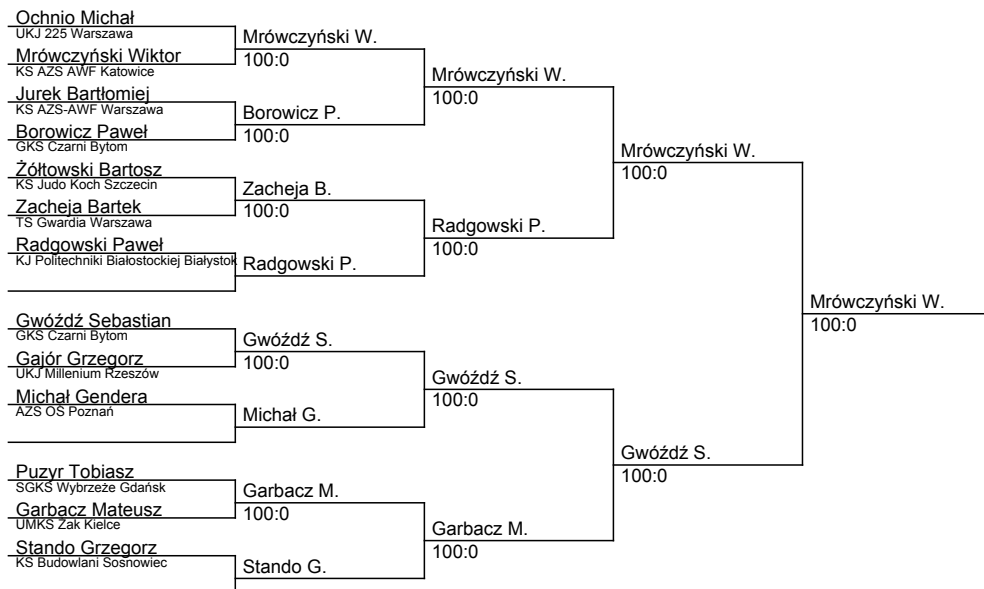 Ochnio Michał
UKJ 225 Warszawa
Mrówczyński Wiktor
KS AZS AWF Katowice
Jurek Bartłomiej
KS AZS-AWF Warszawa
Borowicz Paweł
GKS Czarni Bytom
Żółtowski Bartosz
KS Judo Koch Szczecin
Zacheja Bartek
TS Gwardia Warszawa
Radgowski Paweł
KJ Politechniki Białostockiej Białystok
Gwóźdź Sebastian
GKS Czarni Bytom
Gajór Grzegorz
UKJ Millenium Rzeszów
Michał Gendera
AZS OŚ Poznań
Puzyr Tobiasz
SGKS Wybrzeże Gdańsk
Garbacz Mateusz
UMKS Żak Kielce
Stando Grzegorz
KS Budowlani Sosnowiec
Mrówczyński W.
100:0
Borowicz P.
100:0
Zacheja B.
100:0
Radgowski P.
Gwóźdź S.
100:0
Michał G.
Garbacz M.
100:0
Stando G.
Mrówczyński W.
100:0
Radgowski P.
100:0
Gwóźdź S.
100:0
Garbacz M.
100:0
Mrówczyński W.
100:0
Gwóźdź S.
100:0
Mrówczyński W.
100:0